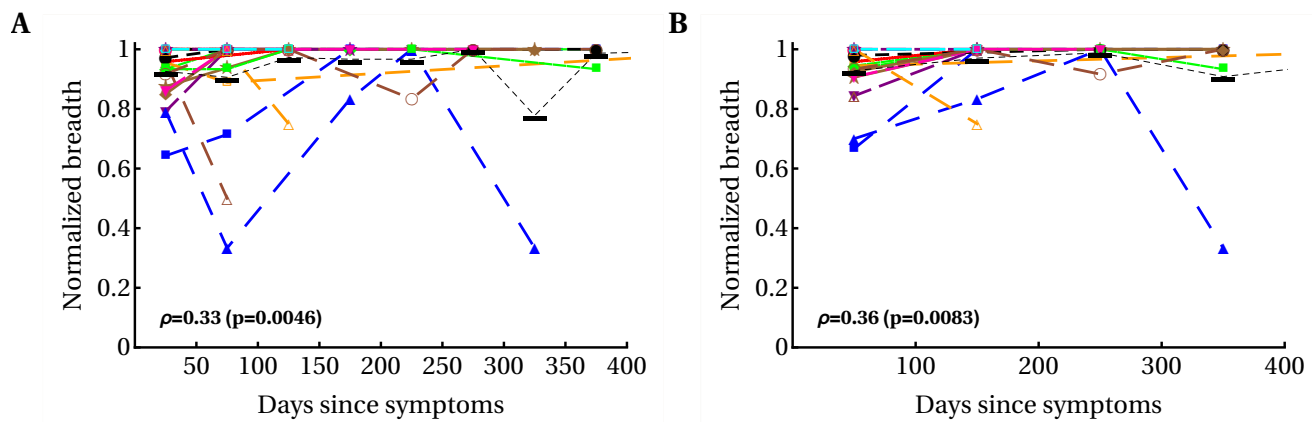 A
Normalized breadth
1
0.8
0.6
0.4
0.2
0
ρ=0.33 (p=0.0046)
50 100 150 200 250 300 350 400
Days since symptoms
B
Normalized breadth
1
0.8
0.6
0.4
0.2
0
ρ=0.36 (p=0.0083)
100 200 300 400
Days since symptoms